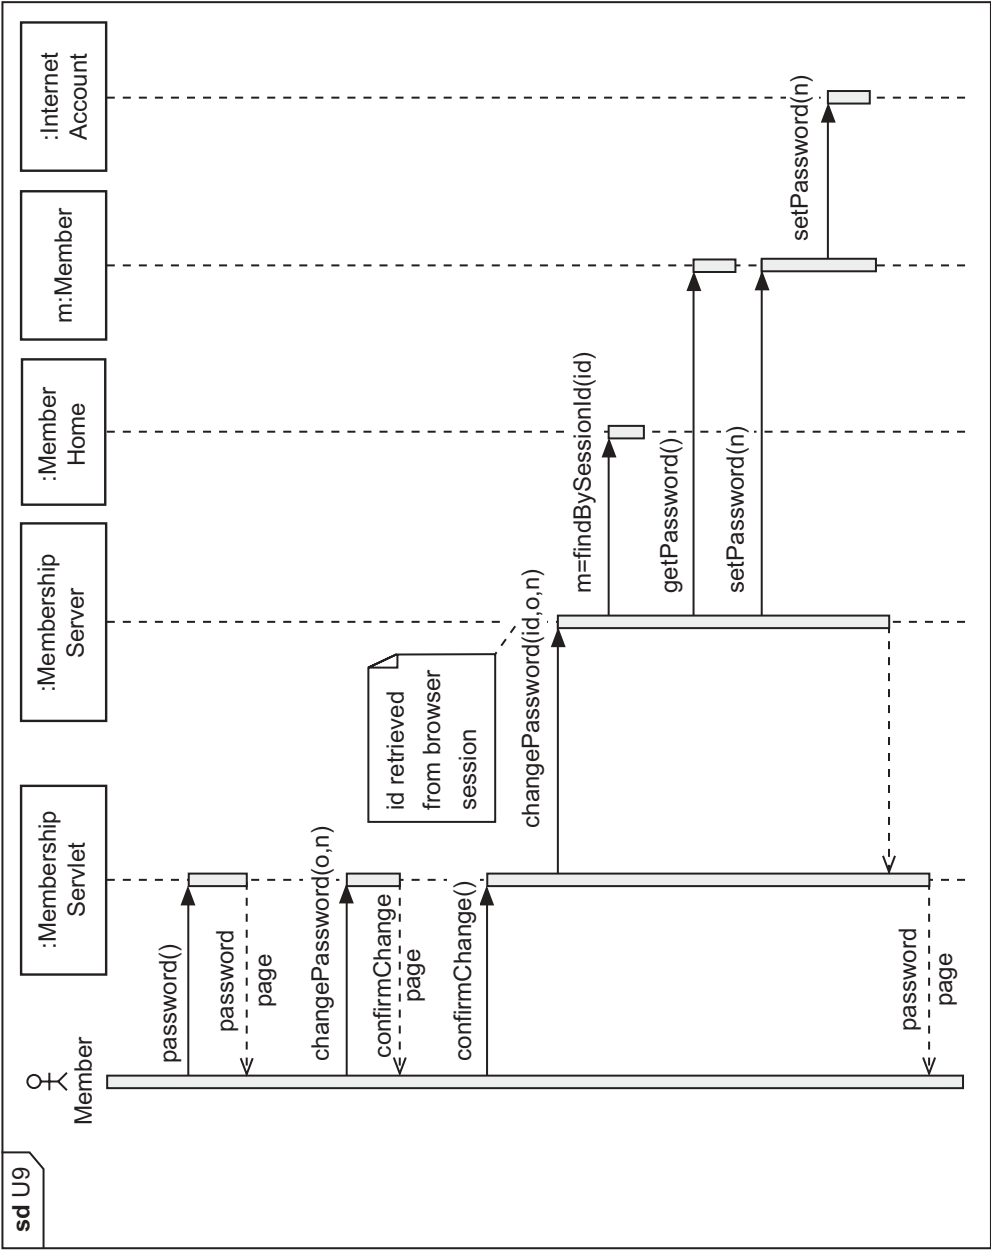 sd U9
Member
:Membership
Servlet
:Membership
Server
:Member
Home
m:Member
:Internet
Account
password()
password
page
changePassword(o,n)
confirmChange
page
confirmChange()
id retrieved
from browser
session
changePassword(id,o,n)
m=findBySessionId(id)
getPassword()
setPassword(n)
setPassword(n)
password
page